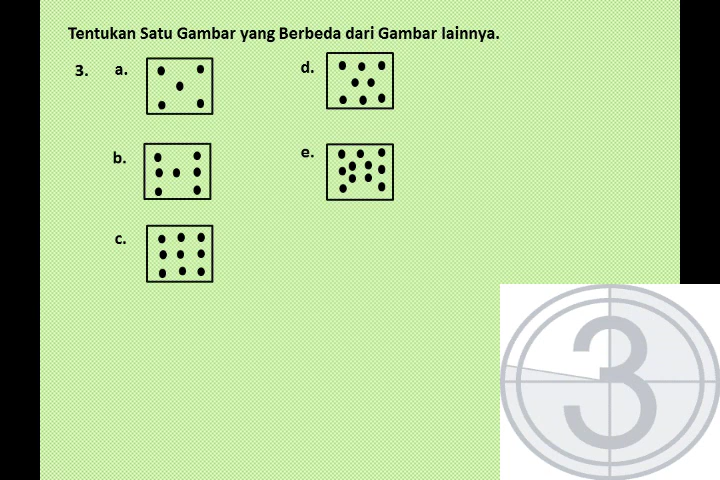 Tentukan Satu Gambar yang Berbeda dari Gambar lainnya.
3. a.
d.
b.
e.
c.
3